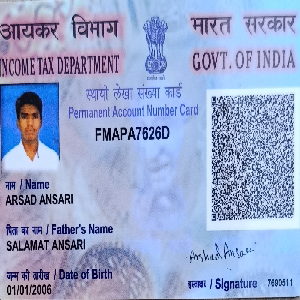 आयकर विभाग भारत सरकार
INCOME TAX DEPARTMENT GOVT. OF INDIA
स्थायी लेखा संख्या कार्ड
Permanent Account Number Card
FMAPA7626D
नाम / Name
ARSAD ANSARI
पिता का नाम / Father's Name
SALAMAT ANSARI
Arshad Ansari
जन्म की तारीख / Date of Birth
01/01/2006
हस्ताक्षर / Signature 7690511